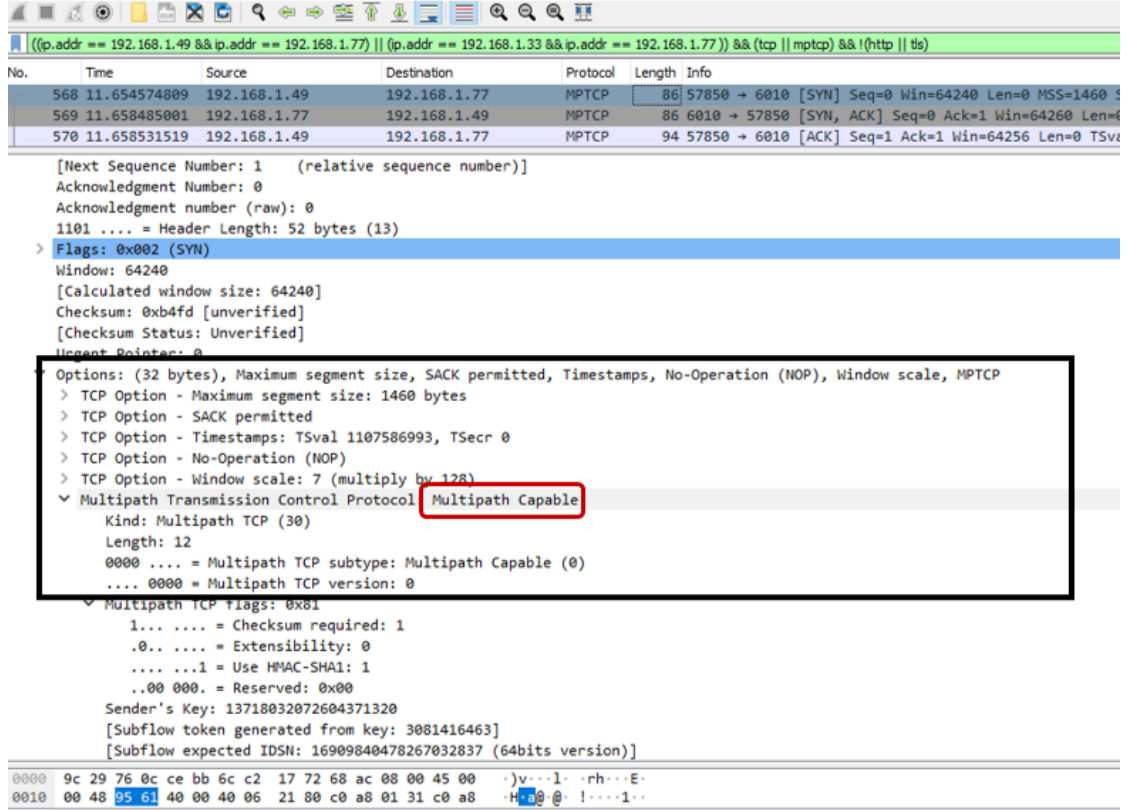 ((ip.addr == 192.168.1.49 && ip.addr == 192.168.1.77) || (ip.addr == 192.168.1.33 && ip.addr == 192.168.1.77 )) && (tcp || mptcp) && !(http || tls)
No. Time Source Destination Protocol Length Info
568 11.654574809 192.168.1.49 192.168.1.77 MPTCP 86 57850 → 6010 [SYN] Seq=0 Win=64240 Len=0 MSS=1460 S
569 11.658485001 192.168.1.77 192.168.1.49 MPTCP 86 6010 → 57850 [SYN, ACK] Seq=0 Ack=1 Win=64260 Len=0
570 11.658531519 192.168.1.49 192.168.1.77 MPTCP 94 57850 → 6010 [ACK] Seq=1 Ack=1 Win=64256 Len=0 TSva
[Next Sequence Number: 1 (relative sequence number)]
Acknowledgment Number: 0
Acknowledgment number (raw): 0
1101 .... = Header Length: 52 bytes (13)
> Flags: 0x002 (SYN)
Window: 64240
[Calculated window size: 64240]
Checksum: 0xb4fd [unverified]
[Checksum Status: Unverified]
Urgent Pointer: 0
Options: (32 bytes), Maximum segment size, SACK permitted, Timestamps, No-Operation (NOP), Window scale, MPTCP
> TCP Option - Maximum segment size: 1460 bytes
> TCP Option - SACK permitted
> TCP Option - Timestamps: TSval 1107586993, TSecr 0
> TCP Option - No-Operation (NOP)
> TCP Option - Window scale: 7 (multiply by 128)
Multipath Transmission Control Protocol: Multipath Capable
Kind: Multipath TCP (30)
Length: 12
0000 .... = Multipath TCP subtype: Multipath Capable (0)
.... 0000 = Multipath TCP version: 0
Multipath TCP flags: 0x81
1... .... = Checksum required: 1
.0.. .... = Extensibility: 0
.... ...1 = Use HMAC-SHA1: 1
..00 000. = Reserved: 0x00
Sender's Key: 13718032072604371320
[Subflow token generated from key: 3081416463]
[Subflow expected IDSN: 16909840478267032837 (64bits version)]
0000 9c 29 76 0c ce bb 6c c2 17 72 68 ac 08 00 45 00 ·)v···l· ·rh···E·
0010 00 48 95 61 40 00 40 06 21 80 c0 a8 01 31 c0 a8 ·H·a@·@· !····1··